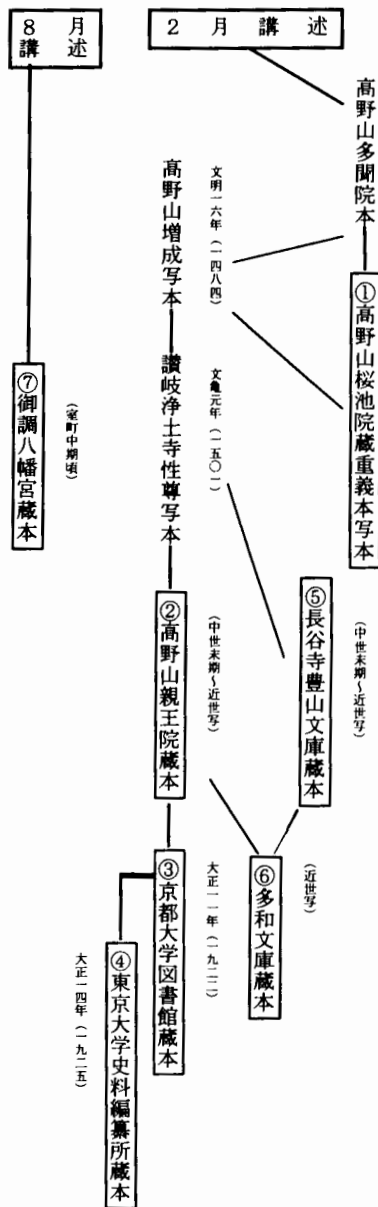 2月講述
高野山多聞院本
①高野山桜池院蔵重義本写本
文明一六年(一四八四)
高野山増成写本
文亀元年(一五〇一)
讃岐浄土寺性尊写本
(中世末期~近世写)
⑤長谷寺豊山文庫蔵本
(中世末期~近世写)
②高野山親王院蔵本
(近世写)
⑥多和文庫蔵本
大正一一年(一九二二)
③京都大学図書館蔵本
大正一四年(一九二五)
④東京大学史料編纂所蔵本
8月講述
(室町中期頃)
⑦御調八幡宮蔵本